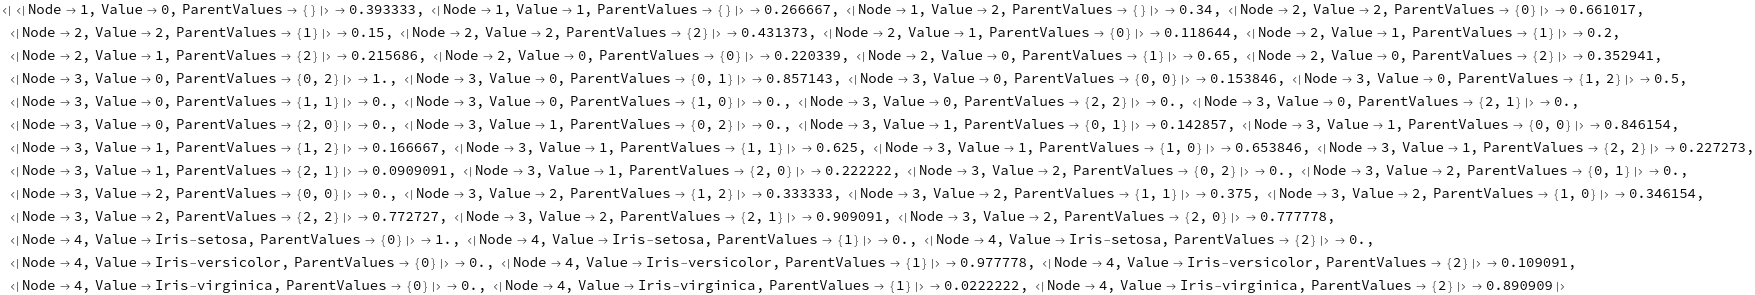 <| <| Node → 1, Value → 0, ParentValues → {} |> → 0.393333, <| Node → 1, Value → 1, ParentValues → {} |> → 0.266667, <| Node → 1, Value → 2, ParentValues → {} |> → 0.34, <| Node → 2, Value → 2, ParentValues → {0} |> → 0.661017,
<| Node → 2, Value → 2, ParentValues → {1} |> → 0.15, <| Node → 2, Value → 2, ParentValues → {2} |> → 0.431373, <| Node → 2, Value → 1, ParentValues → {0} |> → 0.118644, <| Node → 2, Value → 1, ParentValues → {1} |> → 0.2,
<| Node → 2, Value → 1, ParentValues → {2} |> → 0.215686, <| Node → 2, Value → 0, ParentValues → {0} |> → 0.220339, <| Node → 2, Value → 0, ParentValues → {1} |> → 0.65, <| Node → 2, Value → 0, ParentValues → {2} |> → 0.352941,
<| Node → 3, Value → 0, ParentValues → {0, 2} |> → 1., <| Node → 3, Value → 0, ParentValues → {0, 1} |> → 0.857143, <| Node → 3, Value → 0, ParentValues → {0, 0} |> → 0.153846, <| Node → 3, Value → 0, ParentValues → {1, 2} |> → 0.5,
<| Node → 3, Value → 0, ParentValues → {1, 1} |> → 0., <| Node → 3, Value → 0, ParentValues → {1, 0} |> → 0., <| Node → 3, Value → 0, ParentValues → {2, 2} |> → 0., <| Node → 3, Value → 0, ParentValues → {2, 1} |> → 0.,
<| Node → 3, Value → 0, ParentValues → {2, 0} |> → 0., <| Node → 3, Value → 1, ParentValues → {0, 2} |> → 0., <| Node → 3, Value → 1, ParentValues → {0, 1} |> → 0.142857, <| Node → 3, Value → 1, ParentValues → {0, 0} |> → 0.846154,
<| Node → 3, Value → 1, ParentValues → {1, 2} |> → 0.166667, <| Node → 3, Value → 1, ParentValues → {1, 1} |> → 0.625, <| Node → 3, Value → 1, ParentValues → {1, 0} |> → 0.653846, <| Node → 3, Value → 1, ParentValues → {2, 2} |> → 0.227273,
<| Node → 3, Value → 1, ParentValues → {2, 1} |> → 0.0909091, <| Node → 3, Value → 1, ParentValues → {2, 0} |> → 0.222222, <| Node → 3, Value → 2, ParentValues → {0, 2} |> → 0., <| Node → 3, Value → 2, ParentValues → {0, 1} |> → 0.,
<| Node → 3, Value → 2, ParentValues → {0, 0} |> → 0., <| Node → 3, Value → 2, ParentValues → {1, 2} |> → 0.333333, <| Node → 3, Value → 2, ParentValues → {1, 1} |> → 0.375, <| Node → 3, Value → 2, ParentValues → {1, 0} |> → 0.346154,
<| Node → 3, Value → 2, ParentValues → {2, 2} |> → 0.772727, <| Node → 3, Value → 2, ParentValues → {2, 1} |> → 0.909091, <| Node → 3, Value → 2, ParentValues → {2, 0} |> → 0.777778,
<| Node → 4, Value → Iris-setosa, ParentValues → {0} |> → 1., <| Node → 4, Value → Iris-setosa, ParentValues → {1} |> → 0., <| Node → 4, Value → Iris-setosa, ParentValues → {2} |> → 0.,
<| Node → 4, Value → Iris-versicolor, ParentValues → {0} |> → 0., <| Node → 4, Value → Iris-versicolor, ParentValues → {1} |> → 0.977778, <| Node → 4, Value → Iris-versicolor, ParentValues → {2} |> → 0.109091,
<| Node → 4, Value → Iris-virginica, ParentValues → {0} |> → 0., <| Node → 4, Value → Iris-virginica, ParentValues → {1} |> → 0.0222222, <| Node → 4, Value → Iris-virginica, ParentValues → {2} |> → 0.890909 |>